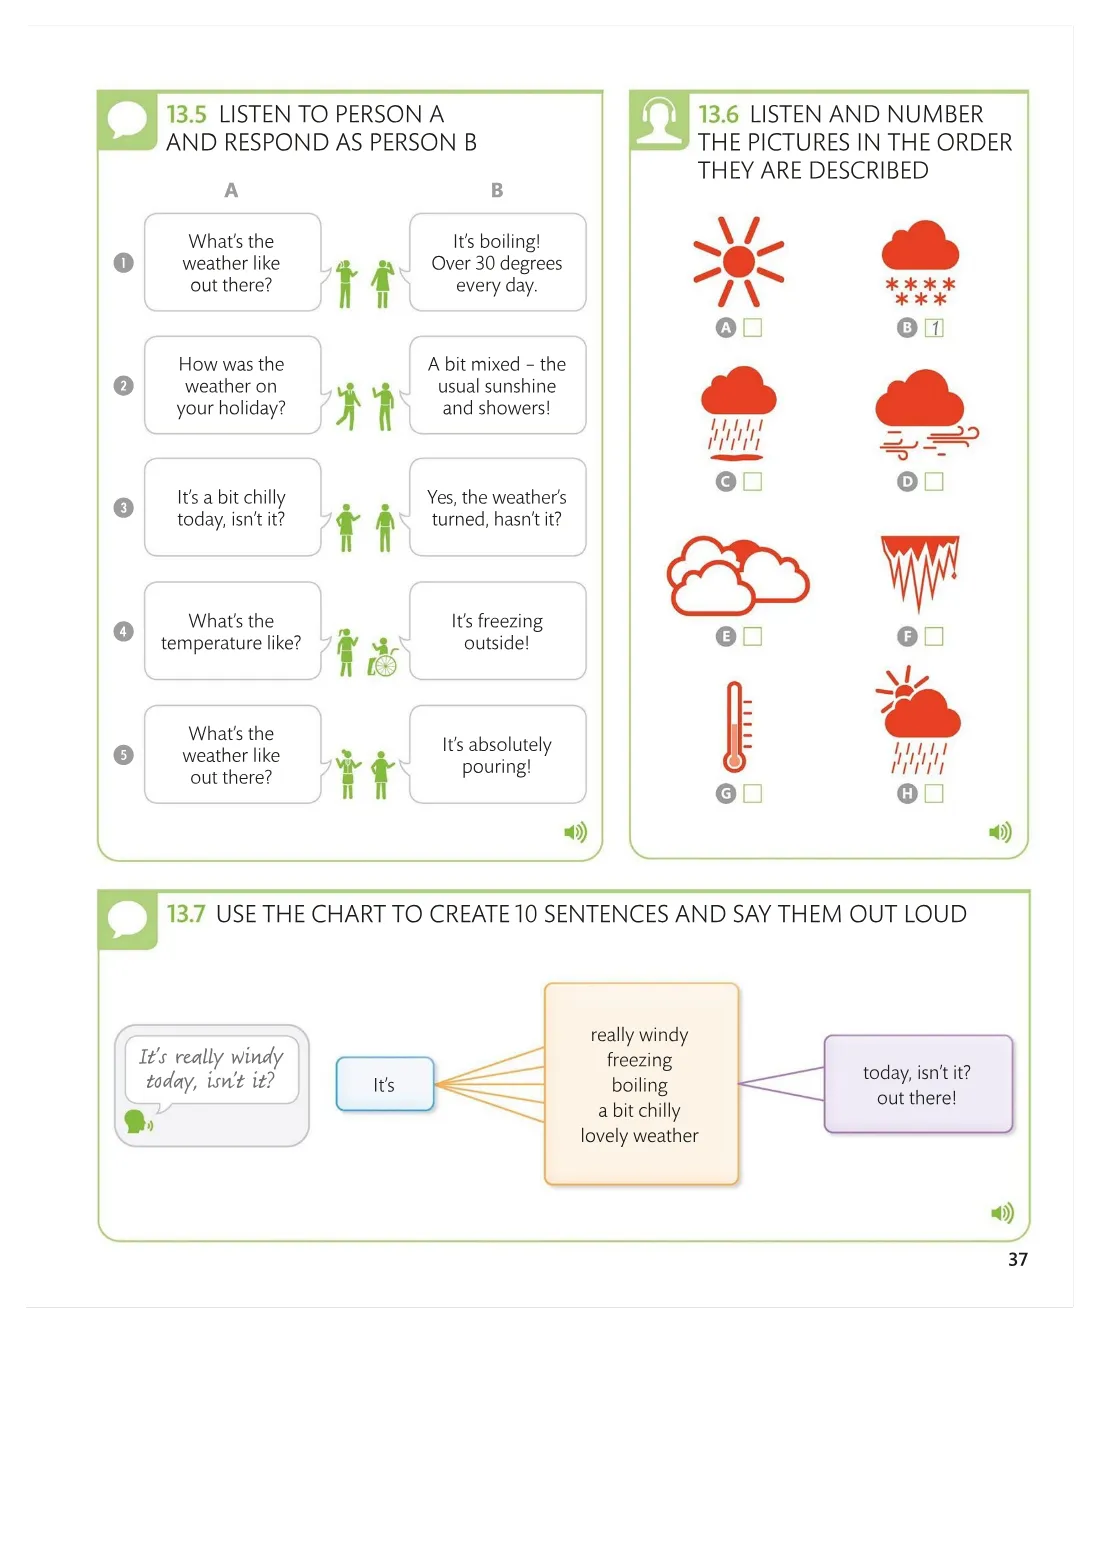 13.5 LISTEN TO PERSON A
AND RESPOND AS PERSON B
A
B
1
What's the
weather like
out there?
It's boiling!
Over 30 degrees
every day.
2
How was the
weather on
your holiday?
A bit mixed – the
usual sunshine
and showers!
3
It's a bit chilly
today, isn't it?
Yes, the weather's
turned, hasn't it?
4
What's the
temperature like?
It's freezing
outside!
5
What's the
weather like
out there?
It's absolutely
pouring!
13.6 LISTEN AND NUMBER
THE PICTURES IN THE ORDER
THEY ARE DESCRIBED
A
B 1
C
D
E
F
G
H
13.7 USE THE CHART TO CREATE 10 SENTENCES AND SAY THEM OUT LOUD
It's really windy
today, isn't it?
It's
really windy
freezing
boiling
a bit chilly
lovely weather
today, isn't it?
out there!
37